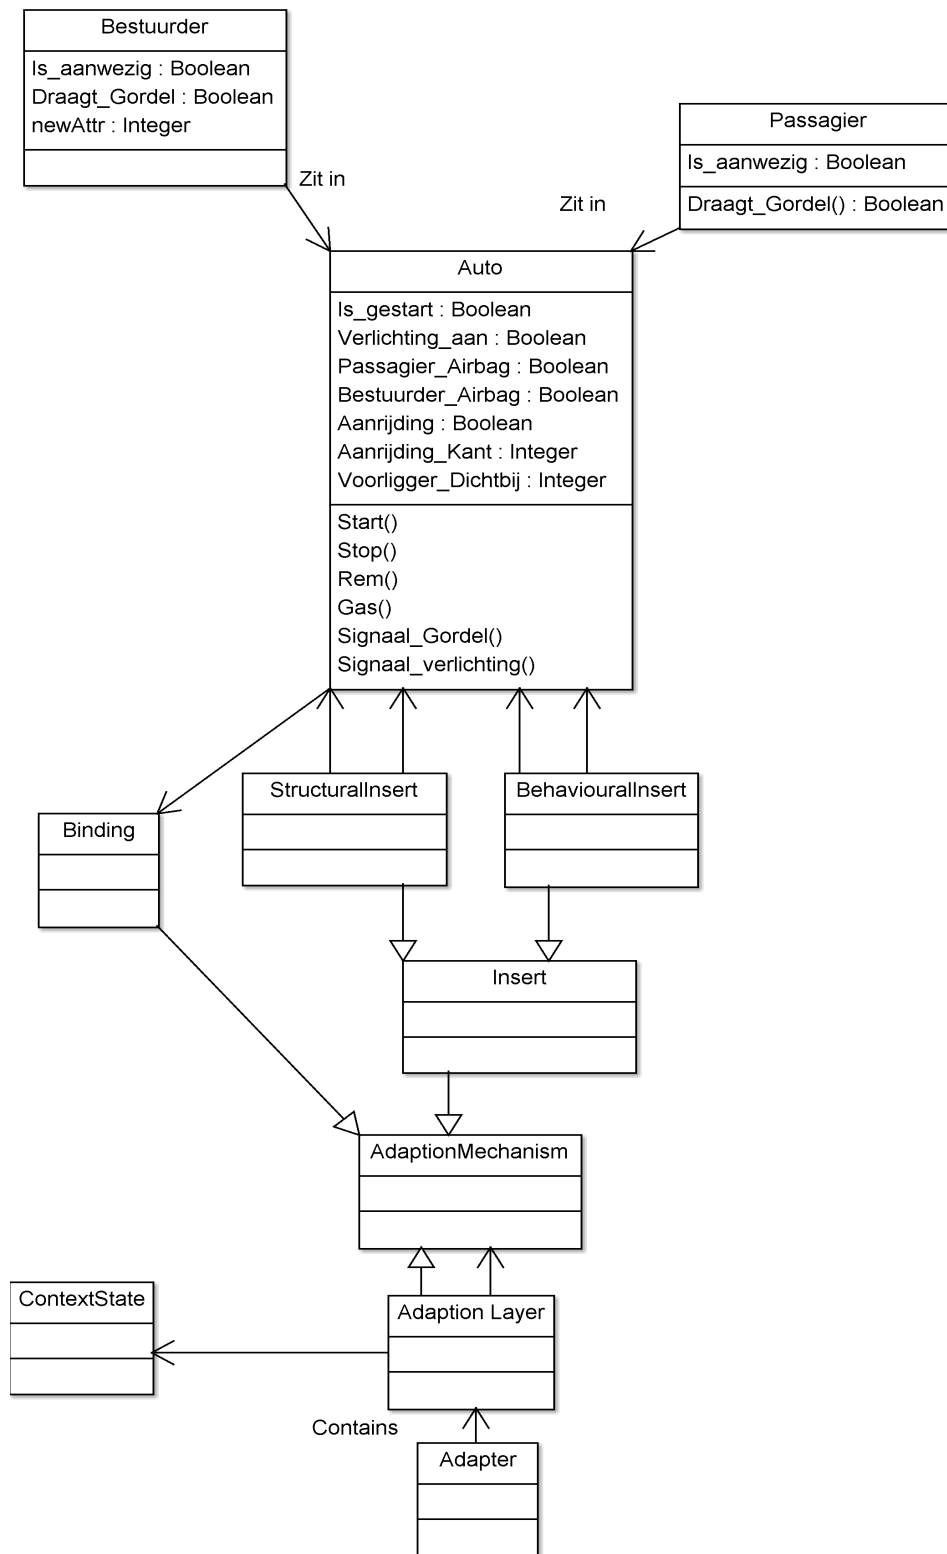 Bestuurder
Is_aanwezig : Boolean
Draagt_Gordel : Boolean
newAttr : Integer
Passagier
Is_aanwezig : Boolean
Draagt_Gordel() : Boolean
Zit in
Zit in
Auto
Is_gestart : Boolean
Verlichting_aan : Boolean
Passagier_Airbag : Boolean
Bestuurder_Airbag : Boolean
Aanrijding : Boolean
Aanrijding_Kant : Integer
Voorligger_Dichtbij : Integer
Start()
Stop()
Rem()
Gas()
Signaal_Gordel()
Signaal_verlichting()
StructuralInsert
BehaviouralInsert
Binding
Insert
AdaptionMechanism
ContextState
Adaption Layer
Contains
Adapter